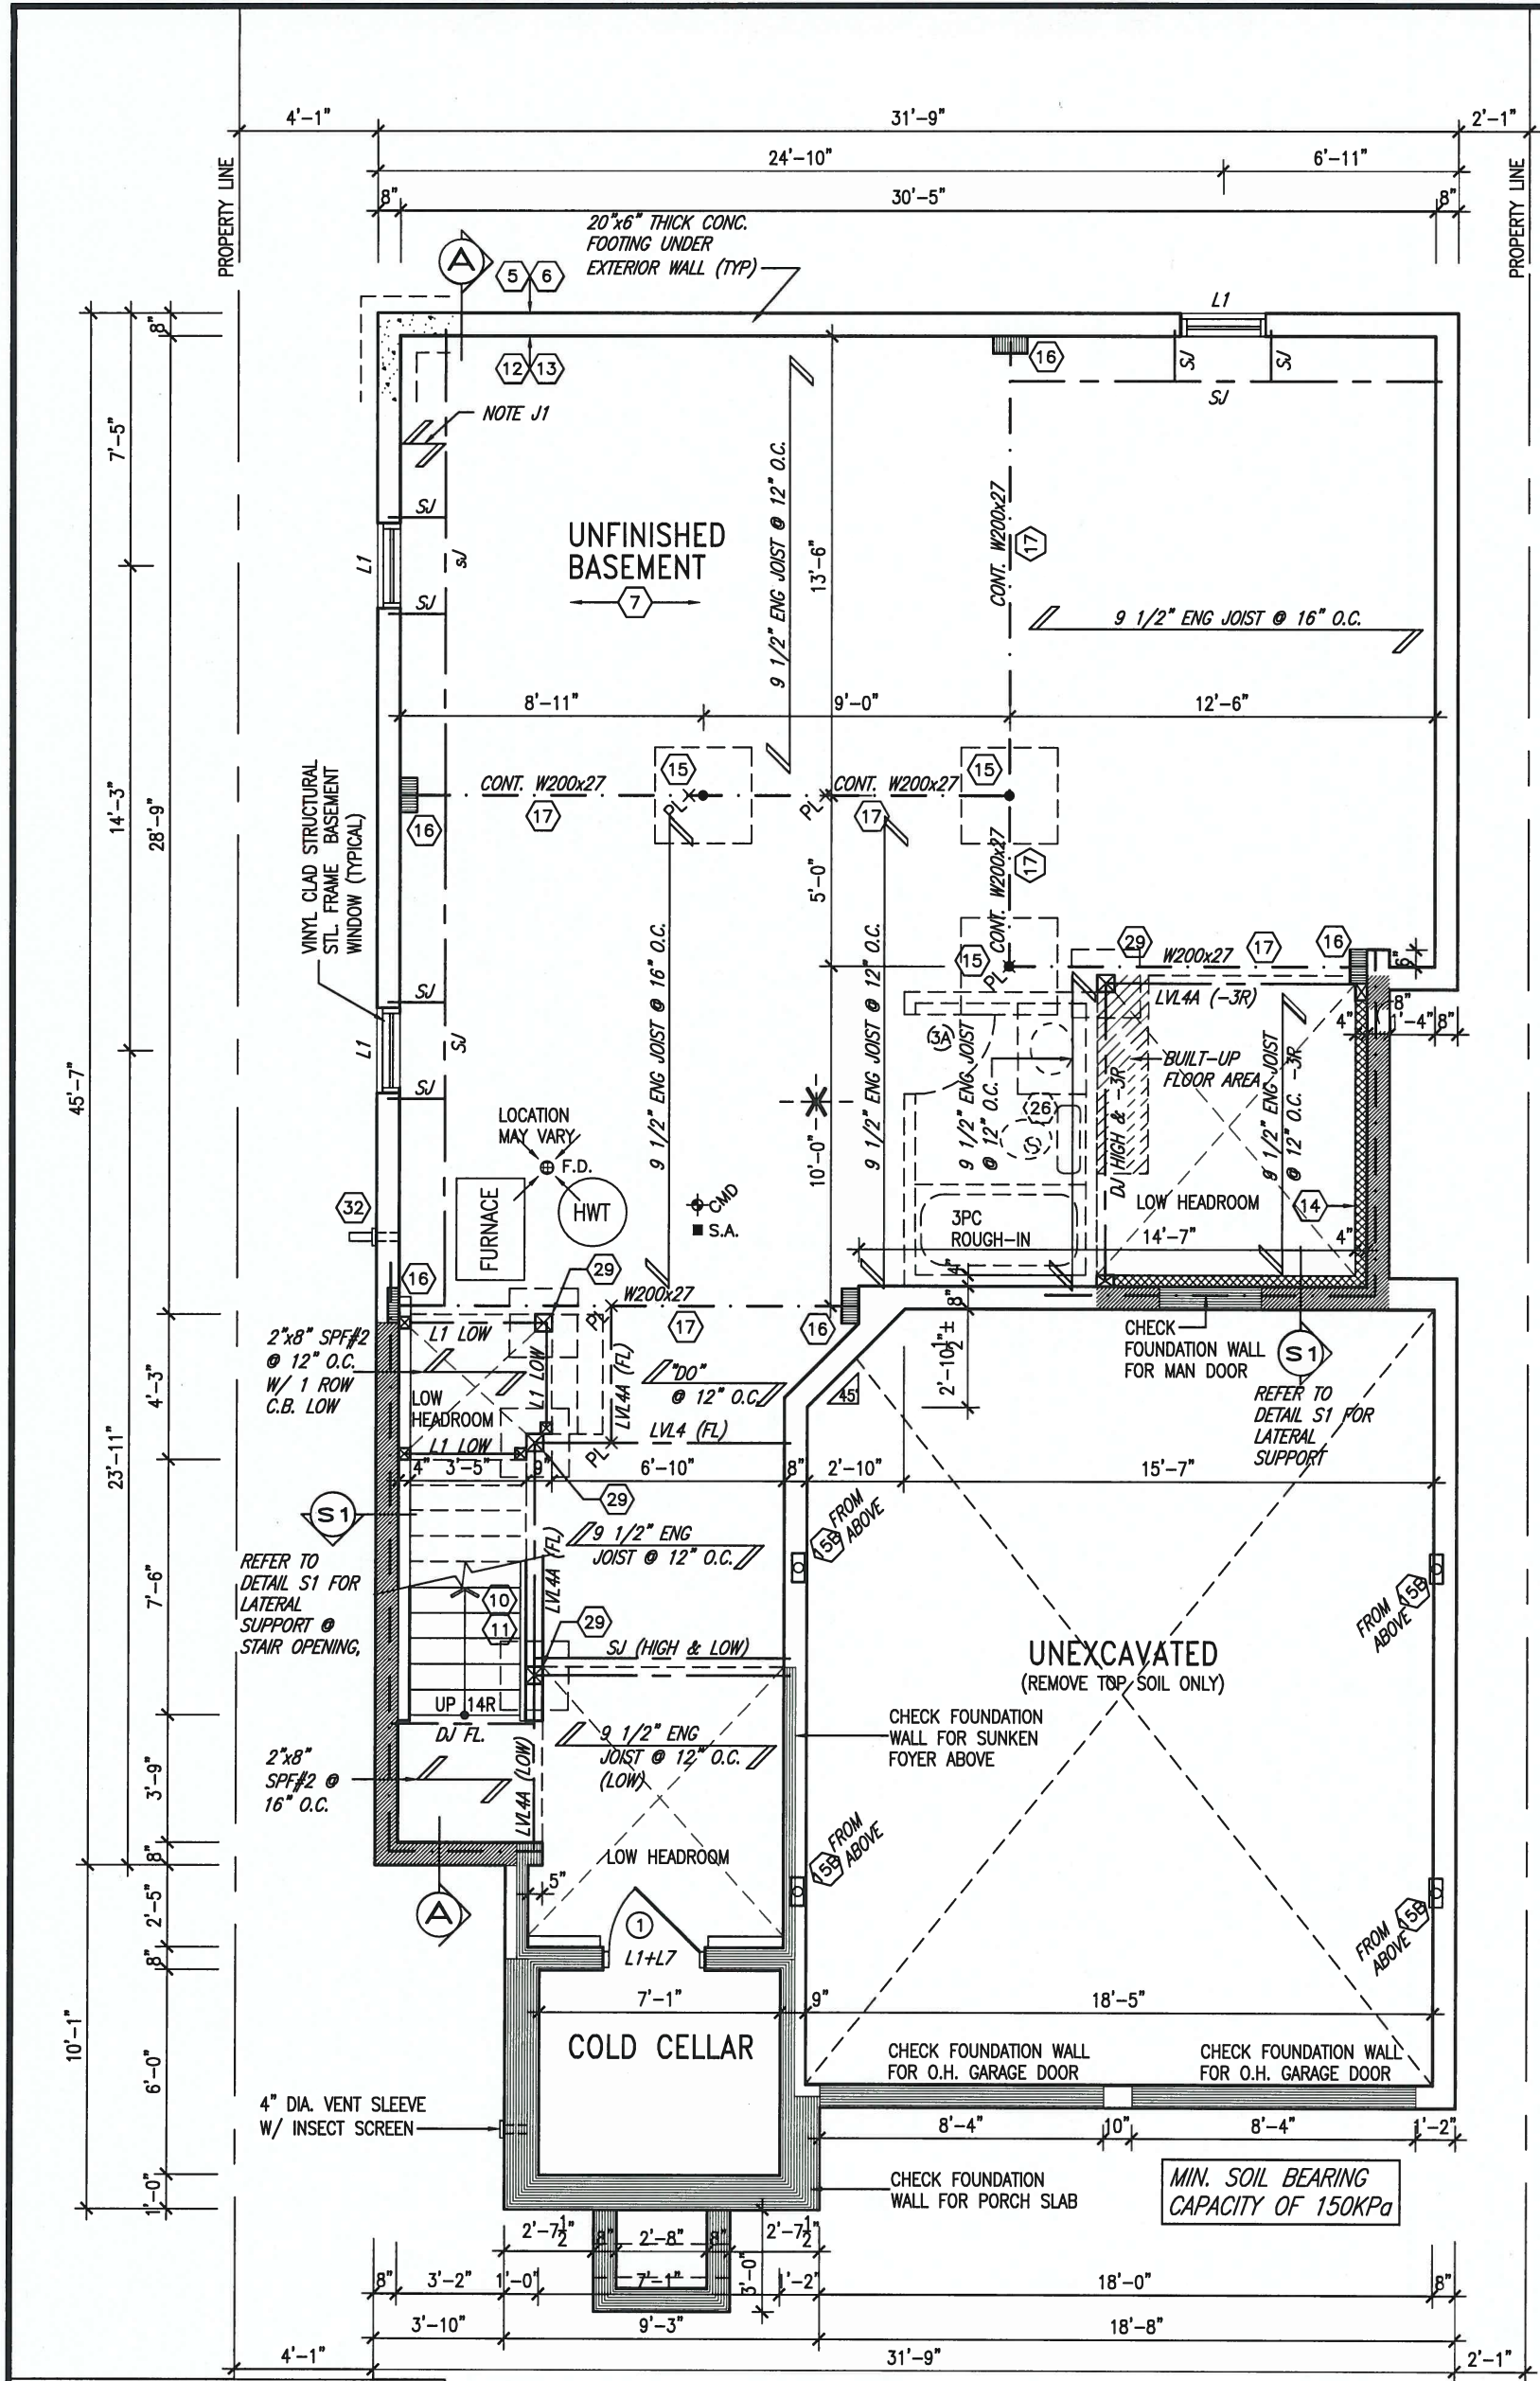 4'-1"
31'-9"
2'-1"
24'-10"
6'-11"
8"
30'-5"
8"
PROPERTY LINE
PROPERTY LINE
20"x6" THICK CONC.
FOOTING UNDER
EXTERIOR WALL (TYP)
A
5 6
L1
12 13
16
SJ
SJ
SJ
NOTE J1
8"
7'-5"
14'-3"
28'-9"
45'-7"
SJ
L1
SJ
SJ
UNFINISHED
BASEMENT
7
9 1/2" ENG JOIST @ 12" O.C.
13'-6"
CONT. W200x27
17
9 1/2" ENG JOIST @ 16" O.C.
8'-11"
9'-0"
12'-6"
VINYL CLAD STRUCTURAL
STL. FRAME BASEMENT
WINDOW (TYPICAL)
CONT. W200x27
17
16
15
PL
CONT. W200x27
17
PL
15
5'-0"
CONT. W200x27
17
15
PL
29
W200x27
17
16
6"
LVL4A (-3R)
8"
4"
1'-4"
8"
SJ
L1
SJ
SJ
9 1/2" ENG JOIST @ 16" O.C.
9 1/2" ENG JOIST @ 12" O.C.
3A
9 1/2" ENG JOIST
@ 12" O.C.
26
S
DJ HIGH & -3R
BUILT-UP
FLOOR AREA
9 1/2" ENG JOIST
@ 12" O.C. -3R
10'-0"
LOCATION
MAY VARY
F.D.
FURNACE
HWT
CMD
S.A.
32
3PC
ROUGH-IN
LOW HEADROOM
14
14'-7"
4"
4"
8"
16
29
W200x27
17
16
PL
2'-10 1/2" ±
CHECK
FOUNDATION WALL
FOR MAN DOOR
S1
REFER TO
DETAIL S1 FOR
LATERAL
SUPPORT
45°
2"x8" SPF#2
@ 12" O.C.
W/ 1 ROW
C.B. LOW
L1 LOW
L1 LOW
LOW
HEADROOM
L1 LOW
LVL4A (FL)
"DO"
@ 12" O.C.
LVL4 (FL)
PL
4'-3"
4"
3'-5"
9"
6'-10"
8"
2'-10"
15'-7"
23'-11"
S1
REFER TO
DETAIL S1 FOR
LATERAL
SUPPORT @
STAIR OPENING,
29
9 1/2" ENG
JOIST @ 12" O.C.
LVL4A (FL)
10
11
29
7'-6"
15B
FROM
ABOVE
FROM
ABOVE
15B
SJ (HIGH & LOW)
UNEXCAVATED
(REMOVE TOP SOIL ONLY)
UP 14R
DJ FL.
2"x8"
SPF#2 @
16" O.C.
LVL4A (LOW)
9 1/2" ENG
JOIST @ 12" O.C.
(LOW)
CHECK FOUNDATION
WALL FOR SUNKEN
FOYER ABOVE
3'-9"
8"
LOW HEADROOM
15B
FROM
ABOVE
FROM
ABOVE
15B
A
5"
2'-5"
1
L1+L7
8"
7'-1"
9"
18'-5"
COLD CELLAR
10'-1"
6'-0"
CHECK FOUNDATION WALL
FOR O.H. GARAGE DOOR
CHECK FOUNDATION WALL
FOR O.H. GARAGE DOOR
4" DIA. VENT SLEEVE
W/ INSECT SCREEN
8'-4"
10"
8'-4"
1'-2"
1'-0"
CHECK FOUNDATION
WALL FOR PORCH SLAB
MIN. SOIL BEARING
CAPACITY OF 150KPa
2'-7 1/2"
8"
2'-8"
8"
2'-7 1/2"
3'-0"
8"
3'-2"
1'-0"
7'-1"
1'-2"
18'-0"
8"
3'-10"
9'-3"
18'-8"
4'-1"
31'-9"
2'-1"